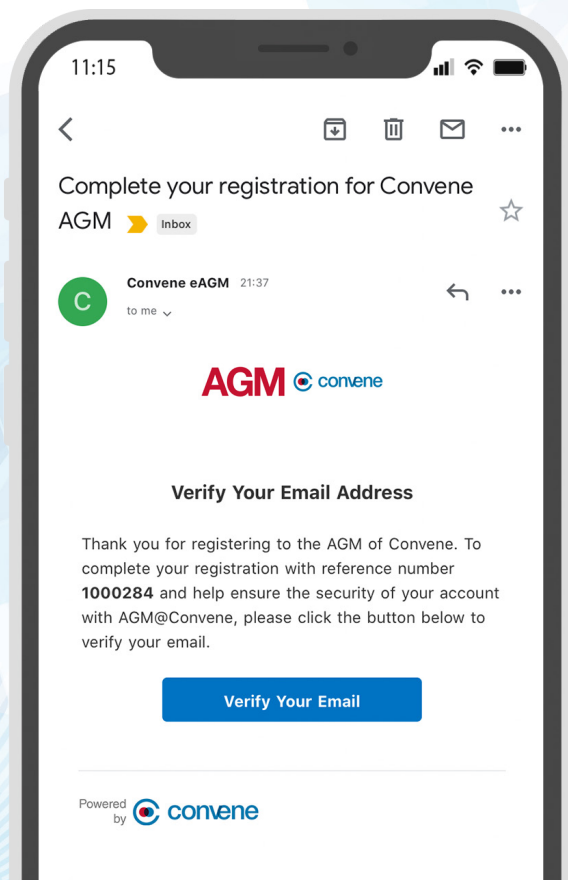 11:15
Complete your registration for Convene
AGM Inbox
C
Convene eAGM 21:37
to me
AGM convene
Verify Your Email Address
Thank you for registering to the AGM of Convene. To
complete your registration with reference number
1000284 and help ensure the security of your account
with AGM@Convene, please click the button below to
verify your email.
Verify Your Email
Powered
by convene